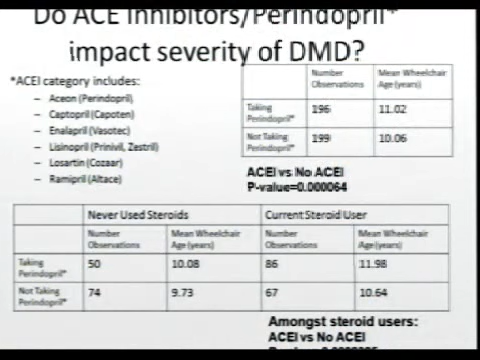 Do ACE Inhibitors/Perindopril*
impact severity of DMD?
*ACEI category includes:
– Aceon (Perindopril)
– Captopril (Capoten)
– Enalapril (Vasotec)
– Lisinopril (Prinivil, Zestril)
– Losartin (Cozaar)
– Ramipril (Altace)
Number Observations | Mean Wheelchair Age (years)
Taking Perindopril* | 196 | 11.02
Not Taking Perindopril* | 199 | 10.06
ACEI vs No ACEI
P-value=0.000064
Never Used Steroids | Current Steroid User
Number Observations | Mean Wheelchair Age (years) | Number Observations | Mean Wheelchair Age (years)
Taking Perindopril* | 50 | 10.08 | 86 | 11.98
Not Taking Perindopril* | 74 | 9.73 | 67 | 10.64
Amongst steroid users:
ACEI vs No ACEI